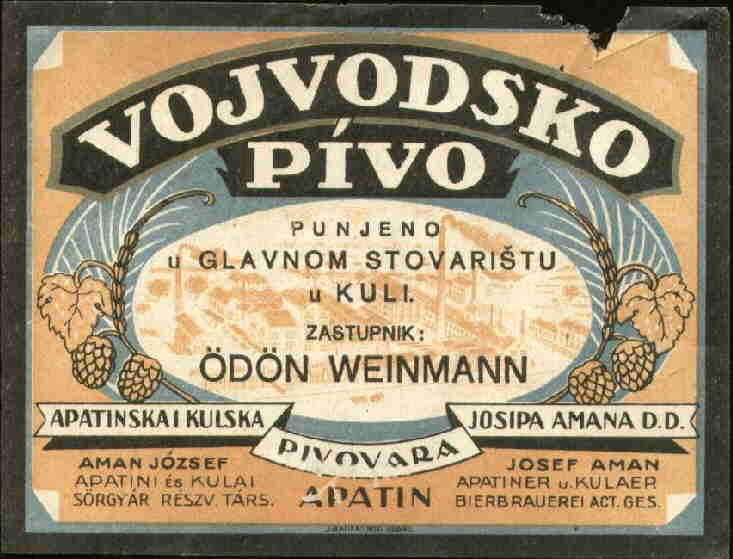 VOJVODSKO
PÍVO
PUNJENO
u GLAVNOM STOVARIŠTU
u KULI.
ZASTUPNIK:
ÖDÖN WEINMANN
APATINSKA I KULSKA
PIVOVARA
JOSIPA AMANA D.D.
AMAN JÓZSEF
APATINI és KULAI
SÖRGYÁR RESZV. TÁRS.
APATIN
JOSEF AMAN
APATINER u. KULAER
BIERBRAUEREI ACT. GES.